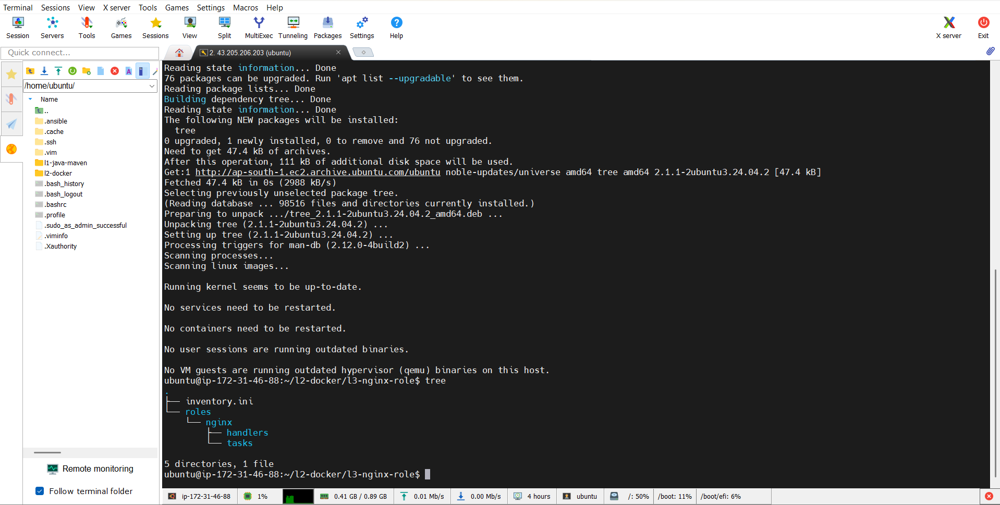 Terminal Sessions View X server Tools Games Settings Macros Help
Session Servers Tools Games Sessions View Split MultiExec Tunneling Packages Settings Help X server Exit
Quick connect...
2. 43.205.206.203 (ubuntu)
/home/ubuntu/
Name
..
.ansible
.cache
.ssh
.vim
l1-java-maven
l2-docker
.bash_history
.bash_logout
.bashrc
.profile
.sudo_as_admin_successful
.viminfo
.Xauthority
Remote monitoring
Follow terminal folder
Reading state information... Done
76 packages can be upgraded. Run 'apt list --upgradable' to see them.
Reading package lists... Done
Building dependency tree... Done
Reading state information... Done
The following NEW packages will be installed:
  tree
0 upgraded, 1 newly installed, 0 to remove and 76 not upgraded.
Need to get 47.4 kB of archives.
After this operation, 111 kB of additional disk space will be used.
Get:1 http://ap-south-1.ec2.archive.ubuntu.com/ubuntu noble-updates/universe amd64 tree amd64 2.1.1-2ubuntu3.24.04.2 [47.4 kB]
Fetched 47.4 kB in 0s (2988 kB/s)
Selecting previously unselected package tree.
(Reading database ... 98516 files and directories currently installed.)
Preparing to unpack .../tree_2.1.1-2ubuntu3.24.04.2_amd64.deb ...
Unpacking tree (2.1.1-2ubuntu3.24.04.2) ...
Setting up tree (2.1.1-2ubuntu3.24.04.2) ...
Processing triggers for man-db (2.12.0-4build2) ...
Scanning processes...
Scanning linux images...
Running kernel seems to be up-to-date.
No services need to be restarted.
No containers need to be restarted.
No user sessions are running outdated binaries.
No VM guests are running outdated hypervisor (qemu) binaries on this host.
ubuntu@ip-172-31-46-88:~/l2-docker/l3-nginx-role$ tree
.
├── inventory.ini
└── roles
    └── nginx
        ├── handlers
        └── tasks
5 directories, 1 file
ubuntu@ip-172-31-46-88:~/l2-docker/l3-nginx-role$
ip-172-31-46-88 1% 0.41 GB / 0.89 GB 0.01 Mb/s 0.00 Mb/s 4 hours ubuntu /: 50% /boot: 11% /boot/efi: 6%